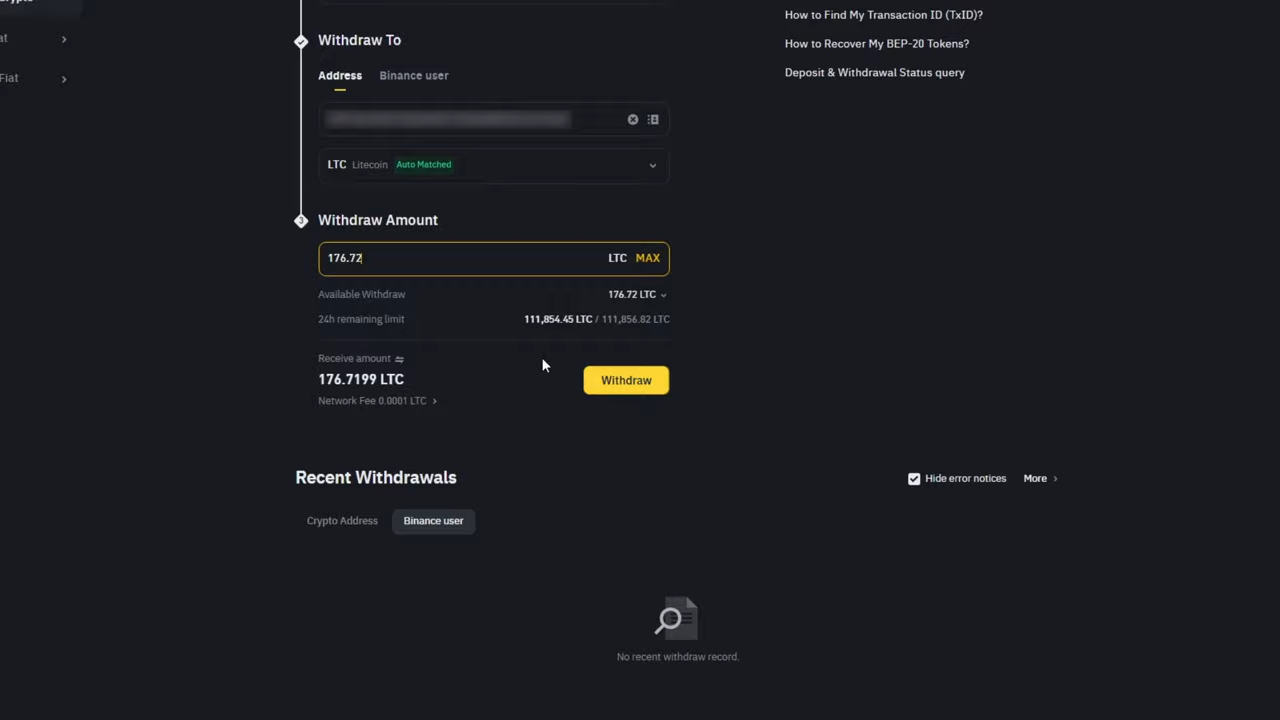 at
Fiat
How to Find My Transaction ID (TxID)?
Withdraw To
How to Recover My BEP-20 Tokens?
Address Binance user
Deposit & Withdrawal Status query
LTC Litecoin Auto Matched
3 Withdraw Amount
176.72 LTC MAX
Available Withdraw 176.72 LTC
24h remaining limit 111,854.45 LTC / 111,856.82 LTC
Receive amount
176.7199 LTC
Withdraw
Network Fee 0.0001 LTC
Recent Withdrawals
Hide error notices More
Crypto Address Binance user
No recent withdraw record.